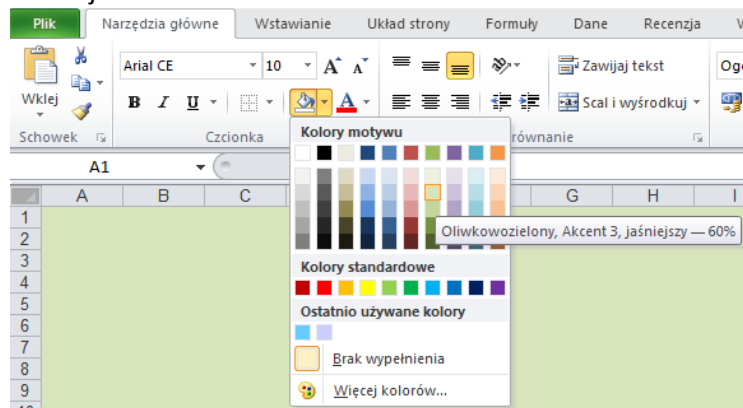 Plik Narzędzia główne Wstawianie Układ strony Formuły Dane Recenzja
Arial CE 10 A A Zawijaj tekst
Wklej B I U A Scal i wyśrodkuj
Schowek Czcionka
A1
Kolory motywu
A B C G H I
1
2
Oliwkowozielony, Akcent 3, jaśniejszy — 60%
3
Kolory standardowe
4
5
Ostatnio używane kolory
6
7
Brak wypełnienia
8
9
Więcej kolorów...